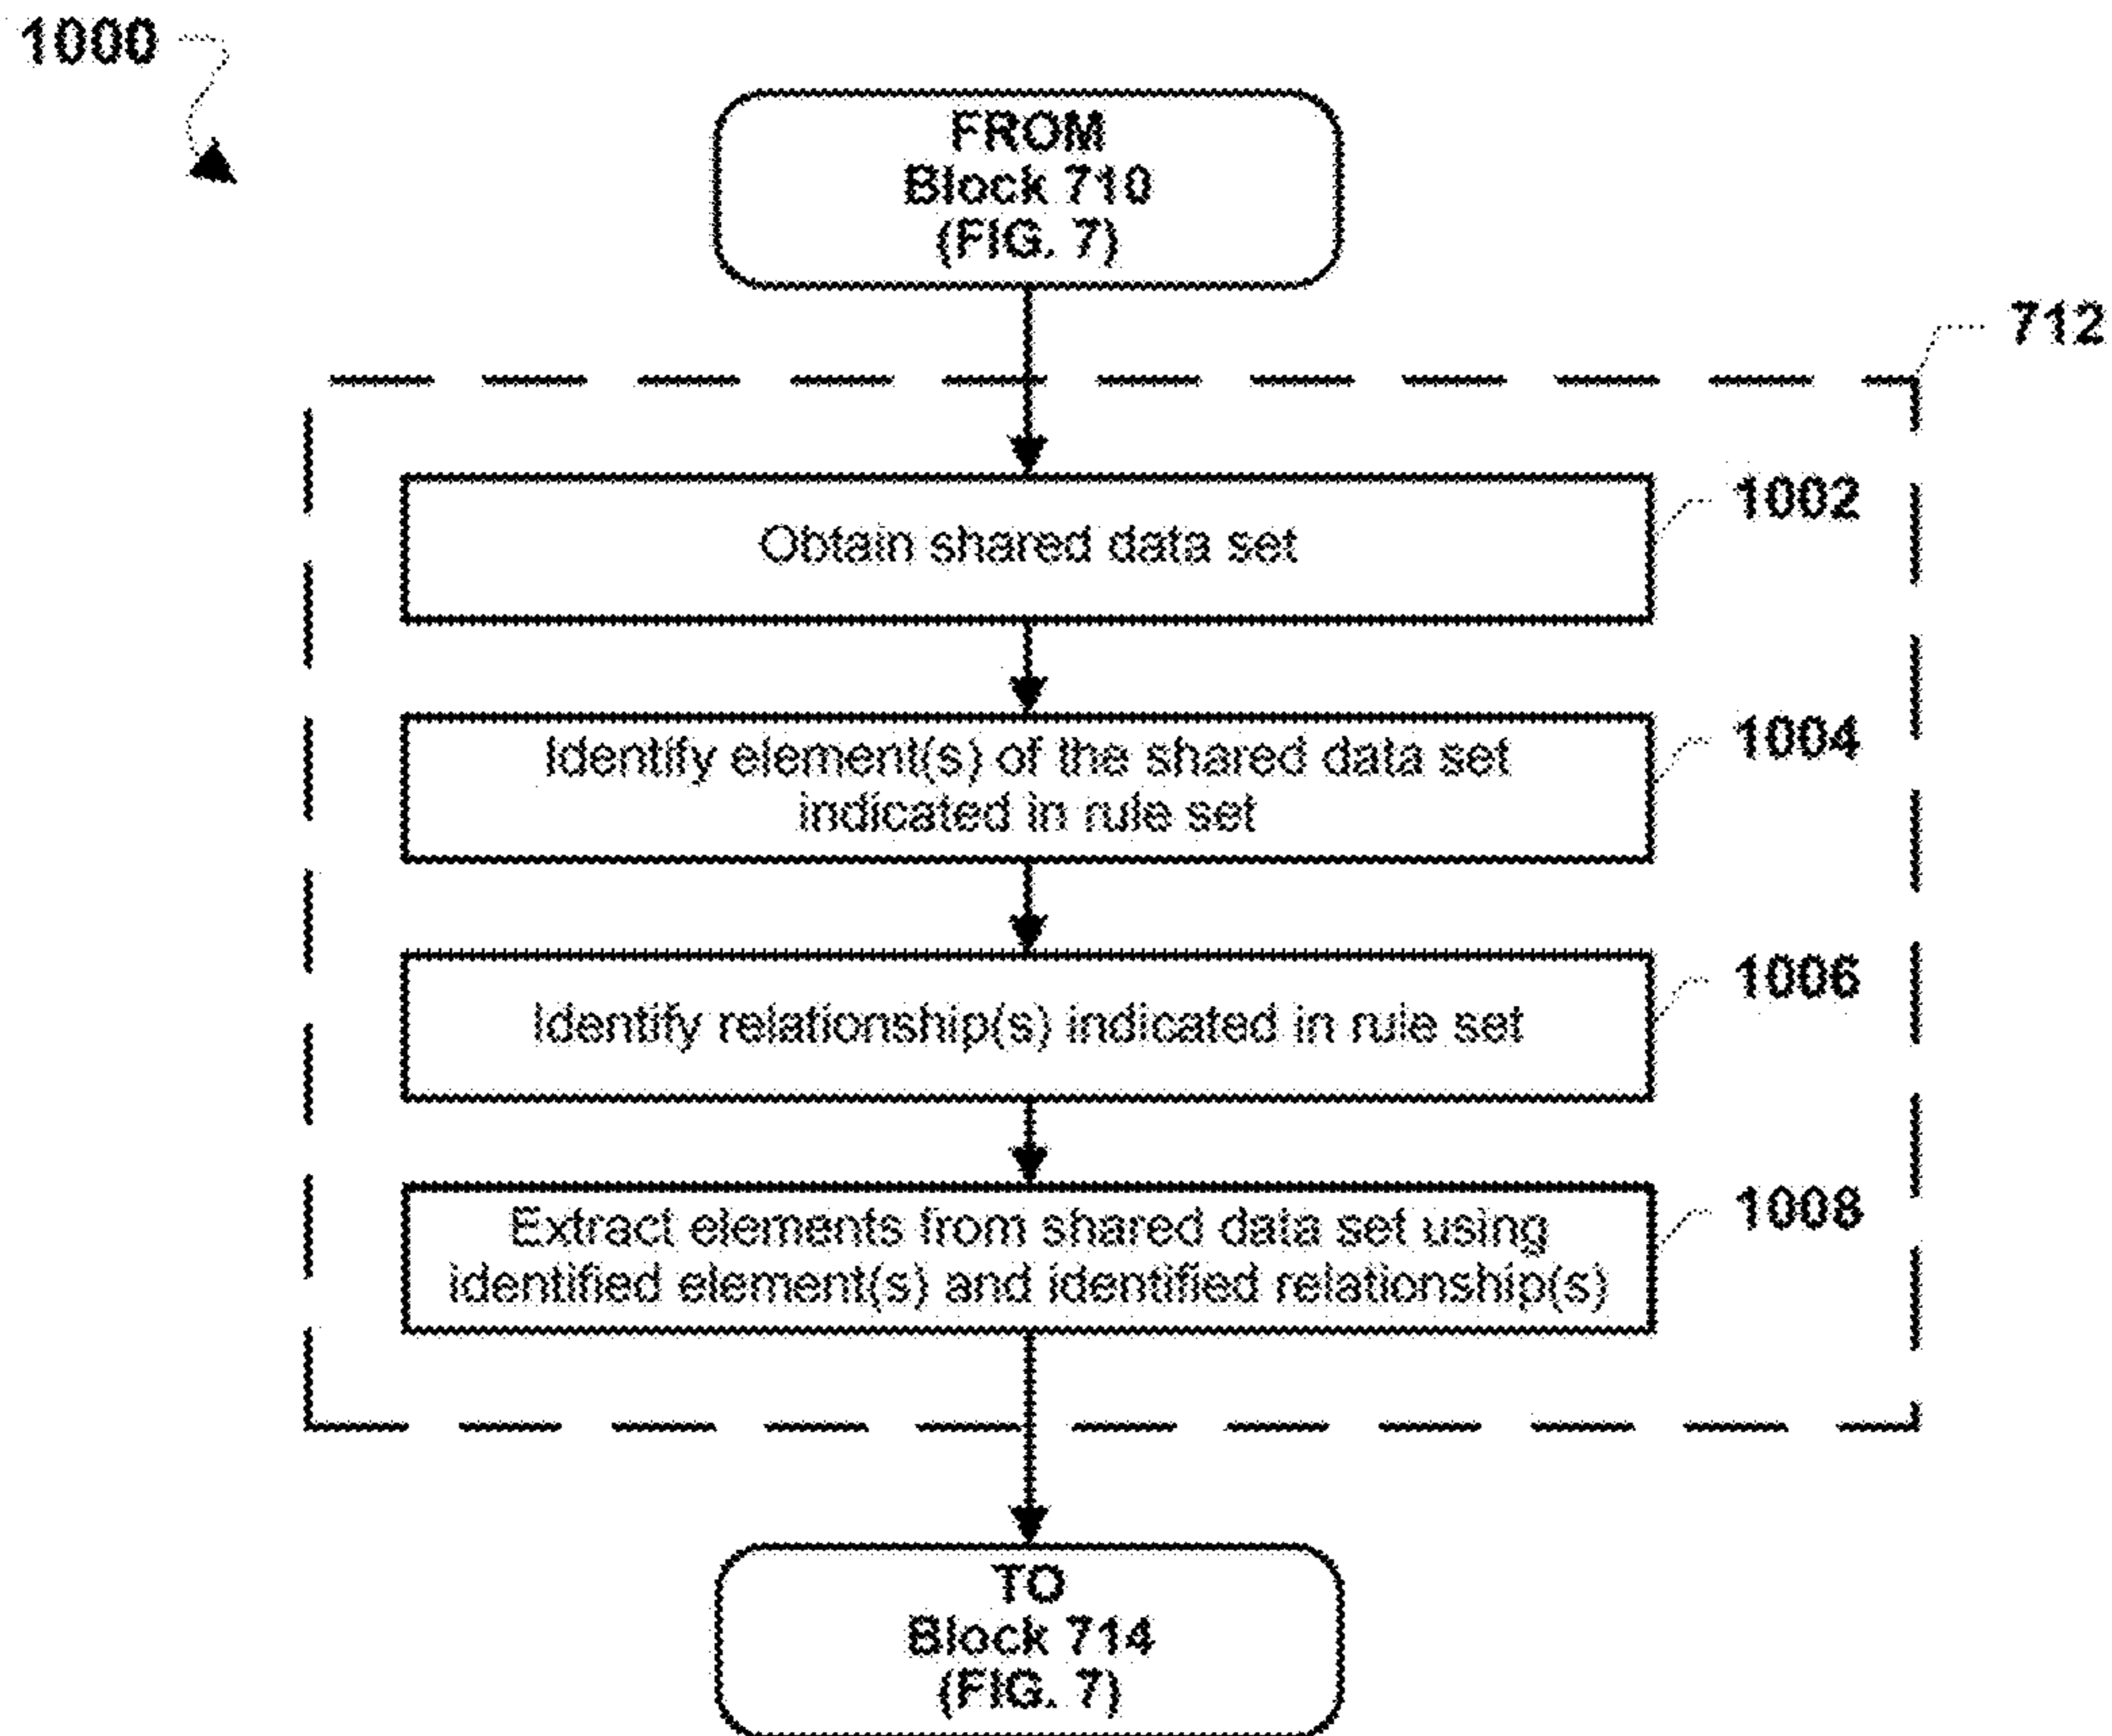 1000
FROM
Block 710
(FIG. 7)
712
Obtain shared data set
1002
Identify element(s) of the shared data set
indicated in rule set
1004
Identify relationship(s) indicated in rule set
1006
Extract elements from shared data set using
identified element(s) and identified relationship(s)
1008
TO
Block 714
(FIG. 7)